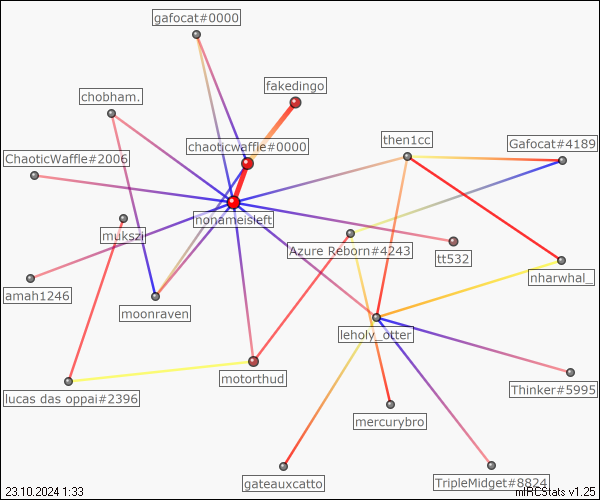 gafocat#0000
fakedingo
chobham.
chaoticwaffle#0000
then1cc
Gafocat#4189
ChaoticWaffle#2006
nonameisleft
mukszi
Azure Reborn#4243
tt532
nharwhal_
amah1246
moonraven
leholy_otter
motorthud
Thinker#5995
lucas das oppai#2396
mercurybro
gateauxcatto
TripleMidget#8824
23.10.2024 1:33
mIRCStats v1.25